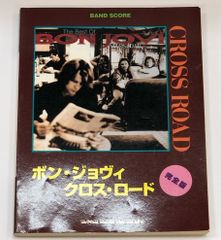 BAND SCORE
The Best Of
BON JOVI
CROSS ROAD
ボン・ジョヴィ
クロス・ロード
完全版